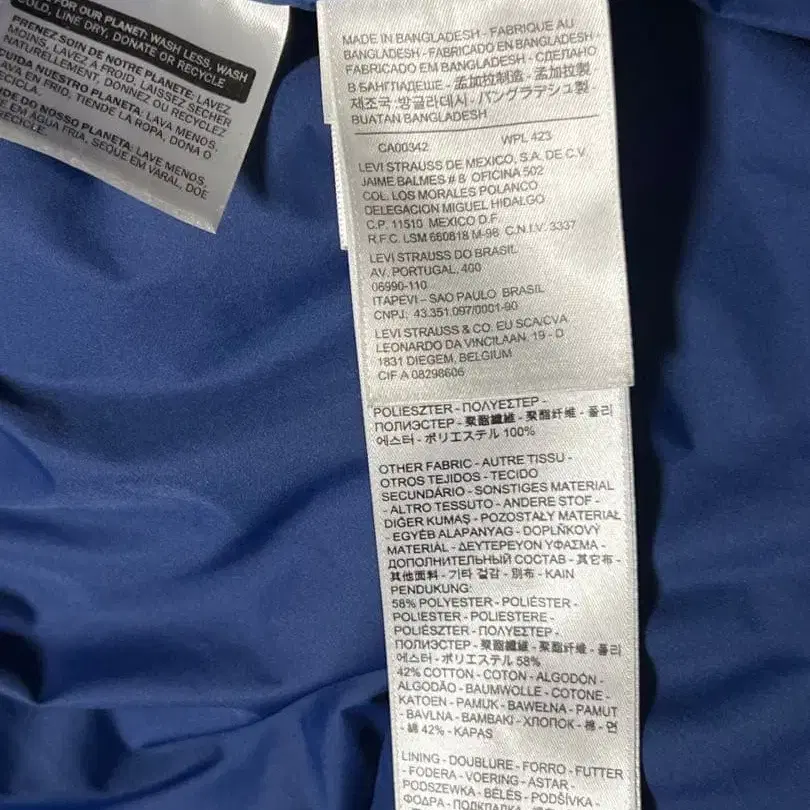 FOR OUR PLANET: WASH LESS, WASH
COLD, LINE DRY, DONATE OR RECYCLE
PRENEZ SOIN DE NOTRE PLANETE: LAVEZ
MOINS, LAVEZ A FROID, LAISSEZ SECHER
NATURELLEMENT, DONNEZ OU RECYCLEZ
CUIDA NUESTRO PLANETA: LAVA MENOS,
LAVA EN FRIO, TIENDE LA ROPA, DONA O
RECICLA.
DE DO NOSSO PLANETA: LAVE MENOS,
E EM AGUA FRIA, SEQUE EM VARAL, DOE
RECICLE.
MADE IN BANGLADESH - FABRIQUE AU
BANGLADESH - FABRICADO EN BANGLADESH -
FABRICADO EM BANGLADESH - СДЕЛАНО
В БАНГЛАДЕШЕ - 孟加拉制造 - 孟加拉製 -
제조국:방글라데시 - バングラデシュ製 -
BUATAN BANGLADESH
CA00342 WPL 423
LEVI STRAUSS DE MEXICO, S.A. DE C.V.
JAIME BALMES # 8 OFICINA 502
COL. LOS MORALES POLANCO
DELEGACION MIGUEL HIDALGO
C.P. 11510 MEXICO D.F.
R.F.C. LSM 680818 M-98 C.N.I.V. 3337
LEVI STRAUSS DO BRASIL
AV. PORTUGAL, 400
06990-110
ITAPEVI - SAO PAULO BRASIL
CNPJ; 43.351.097/0001-90
LEVI STRAUSS & CO. EU SCA/CVA
LEONARDO DA VINCILAAN, 19 - D
1831 DIEGEM, BELGIUM
CIF A 08298606
POLIESZTER - ΠΟΛΥΕΣΤΕΡ -
ПОЛИЭСТЕР - 聚酯纖維 - 聚酯纤维 - 폴리
에스터 - ポリエステル 100%
OTHER FABRIC - AUTRE TISSU -
OTROS TEJIDOS - TECIDO
SECUNDÁRIO - SONSTIGES MATERIAL
- ALTRO TESSUTO - ANDERE STOF -
DIĞER KUMAŞ - POZOSTAŁY MATERIAŁ
- EGYÉB ALAPANYAG - DOPLŇKOVÝ
MATERIÁL - ΔΕΥΤΕΡΕΥΟΝ ΥΦΑΣΜΑ -
ДОПОЛНИТЕЛЬНЫЙ СОСТАВ - 其它布 -
其他面料 - 기타 겉감 - 別布 - KAIN
PENDUKUNG:
58% POLYESTER - POLIÉSTER -
POLIESTER - POLIESTERE -
POLIÉSZTER - ΠΟΛΥΕΣΤΕΡ -
ПОЛИЭСТЕР - 聚酯纖維 - 聚酯纤维 - 폴리
에스터 - ポリエステル 58%
42% COTTON - COTON - ALGODÓN -
ALGODÃO - BAUMWOLLE - COTONE -
KATOEN - PAMUK - BAWEŁNA - PAMUT
- BAVLNA - ΒΑΜΒΑΚΙ - ХЛОПОК - 棉 - 면
- 綿 42% - KAPAS
LINING - DOUBLURE - FORRO - FUTTER
- FODERA - VOERING - ASTAR -
PODSZEWKA - BÉLÉS - PODŠÍVKA